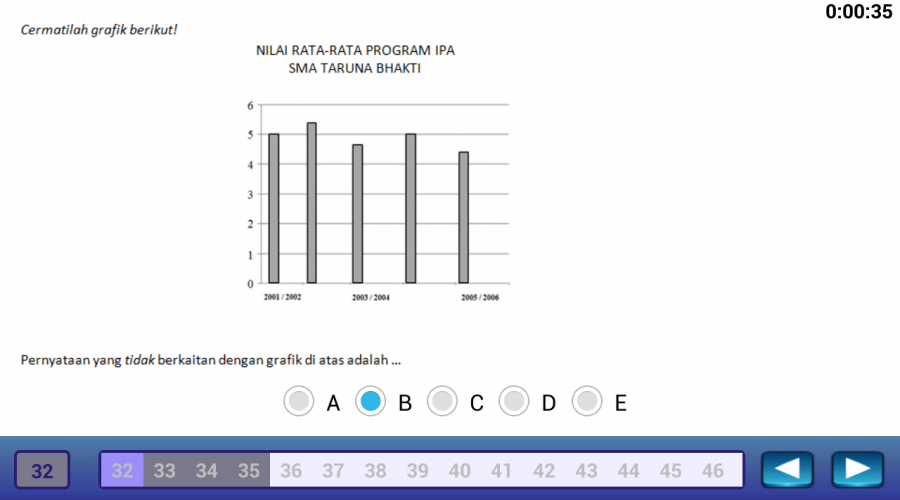 0:00:35
Cermatilah grafik berikut!
NILAI RATA-RATA PROGRAM IPA
SMA TARUNA BHAKTI
6
5
4
3
2
1
0
2001 / 2002 2003 / 2004 2005 / 2006
Pernyataan yang tidak berkaitan dengan grafik di atas adalah ...
A B C D E
32 32 33 34 35 36 37 38 39 40 41 42 43 44 45 46